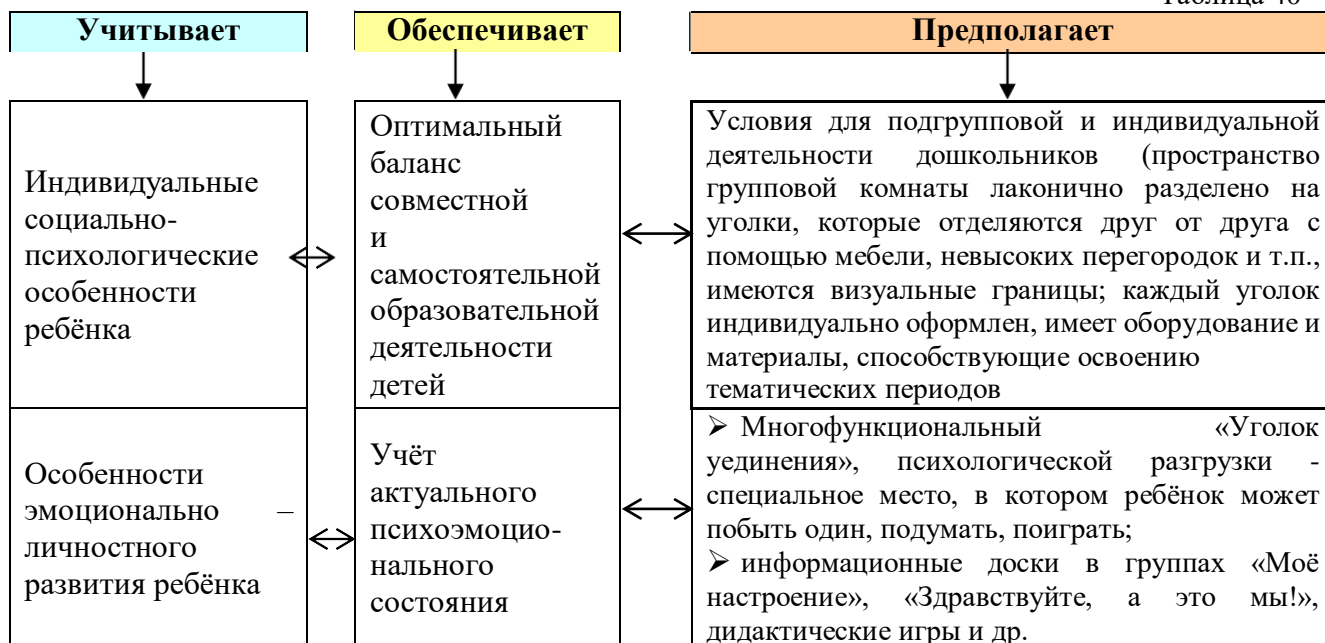 Учитывает
Обеспечивает
Предполагает
Индивидуальные
социально-
психологические
особенности
ребёнка
Оптимальный
баланс
совместной
и
самостоятельной
образовательной
деятельности
детей
Условия для подгрупповой и индивидуальной
деятельности дошкольников (пространство
групповой комнаты лаконично разделено на
уголки, которые отделяются друг от друга с
помощью мебели, невысоких перегородок и т.п.,
имеются визуальные границы; каждый уголок
индивидуально оформлен, имеет оборудование и
материалы, способствующие освоению
тематических периодов
Особенности
эмоционально –
личностного
развития ребёнка
Учёт
актуального
психоэмоцио-
нального
состояния
➢ Многофункциональный «Уголок
уединения», психологической разгрузки -
специальное место, в котором ребёнок может
побыть один, подумать, поиграть;
➢ информационные доски в группах «Моё
настроение», «Здравствуйте, а это мы!»,
дидактические игры и др.